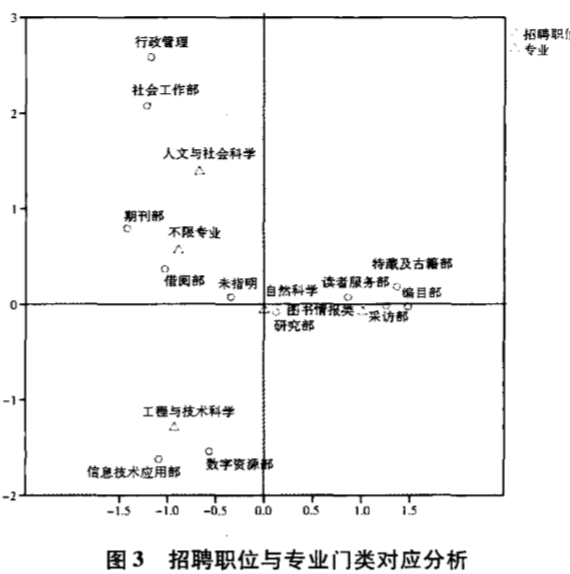 3
行政管理
招聘职位
专业
社会工作部
2
人文与社会科学
1
期刊部
不限专业
特藏及古籍部
借阅部
未指明
自然科学
读者服务部
编目部
0
图书情报类
采访部
研究部
-1
工程与技术科学
信息技术应用部
数字资源部
-2
-1.5 -1.0 -0.5 0.0 0.5 1.0 1.5
图3 招聘职位与专业门类对应分析